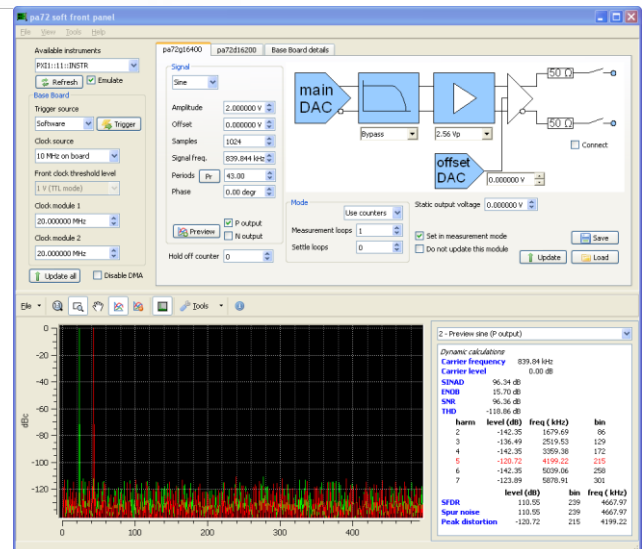 pa72 soft front panel
File View Tools Help
Available instruments
PXI1::11::INSTR
Refresh Emulate
Base Board
Trigger source
Software Trigger
Clock source
10 MHz on board
Front clock threshold level
1 V (TTL mode)
Clock module 1
20.000000 MHz
Clock module 2
20.000000 MHz
Update all Disable DMA
pa72g16400 pa72d16200 Base Board details
Signal
Sine
Amplitude 2.000000 V
Offset 0.000000 V
Samples 1024
Signal freq. 839.844 kHz
Periods Pr 43.00
Phase 0.00 degr
Preview P output
N output
Hold off counter 0
main
DAC
Bypass
2.56 Vp
50 Ω
50 Ω
Connect
offset
DAC
0.000000 V
Mode
Use counters
Measurement loops 1
Settle loops 0
Static output voltage 0.000000 V
Set in measurement mode
Do not update this module
Save
Update Load
File Tools
0
-20
-40
-60
-80
-100
-120
dBc
0 100 200 300 400
2 - Preview sine (P output)
Dynamic calculations
Carrier frequency 839.84 kHz
Carrier level 0.00 dB
SINAD 96.34 dB
ENOB 15.70 dB
SNR 96.36 dB
THD -118.86 dB
harm level (dB) freq ( kHz) bin
2 -142.35 1679.69 86
3 -136.49 2519.53 129
4 -142.35 3359.38 172
5 -120.72 4199.22 215
6 -142.35 5039.06 258
7 -123.89 5878.91 301
level (dB) bin freq ( kHz)
SFDR 110.55 239 4667.97
Spur noise 110.55 239 4667.97
Peak distortion -120.72 215 4199.22